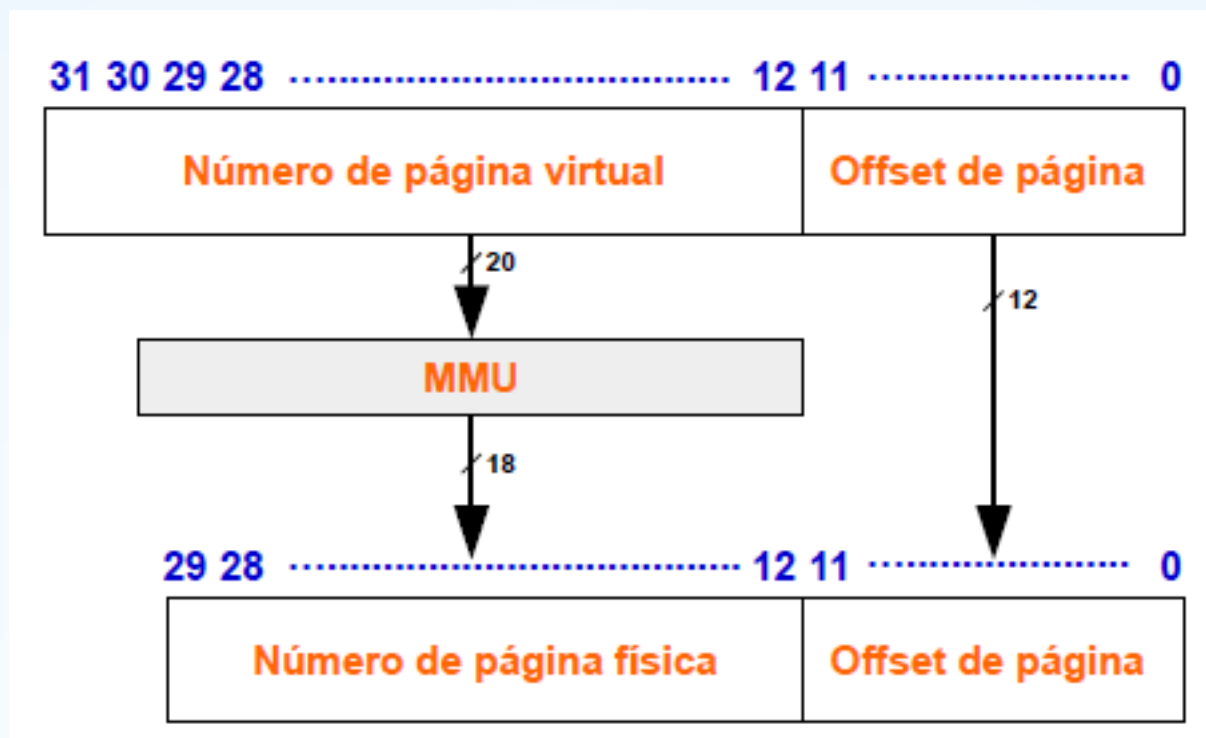 31 30 29 28 ........................................ 12 11 ........................ 0
Número de página virtual Offset de página
20
12
MMU
18
29 28 ........................................ 12 11 ........................ 0
Número de página física Offset de página